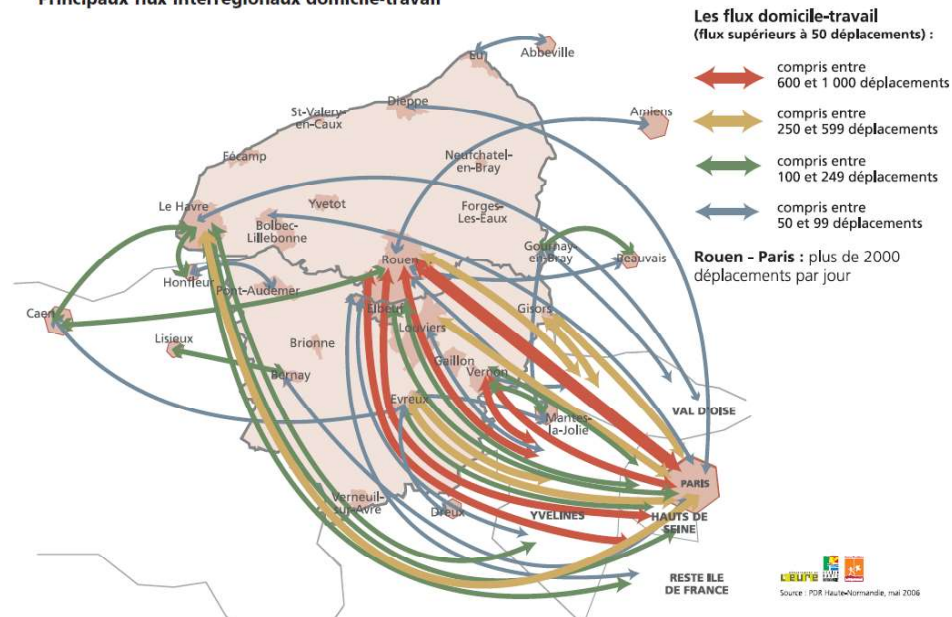 Principaux flux interrégionaux domicile-travail
Les flux domicile-travail
(flux supérieurs à 50 déplacements) :
compris entre
600 et 1 000 déplacements
compris entre
250 et 599 déplacements
compris entre
100 et 249 déplacements
compris entre
50 et 99 déplacements
Rouen - Paris : plus de 2000
déplacements par jour
Eu
Abbeville
Dieppe
St-Valery-
en-Caux
Amiens
Fécamp
Neufchatel-
en-Bray
Le Havre
Yvetot
Forges-
Les-Eaux
Bolbec-
Lillebonne
Rouen
Gournay-
en-Bray
Beauvais
Honfleur
Pont-Audemer
Caen
Elbeuf
Gisors
Louviers
Lisieux
Brionne
Gaillon
Bernay
Vernon
Evreux
Mantes-
la-Jolie
VAL D'OISE
Verneuil-
sur-Avre
Dreux
YVELINES
PARIS
HAUTS DE
SEINE
RESTE ILE
DE FRANCE
L'EURE
Source : PDR Haute-Normandie, mai 2006